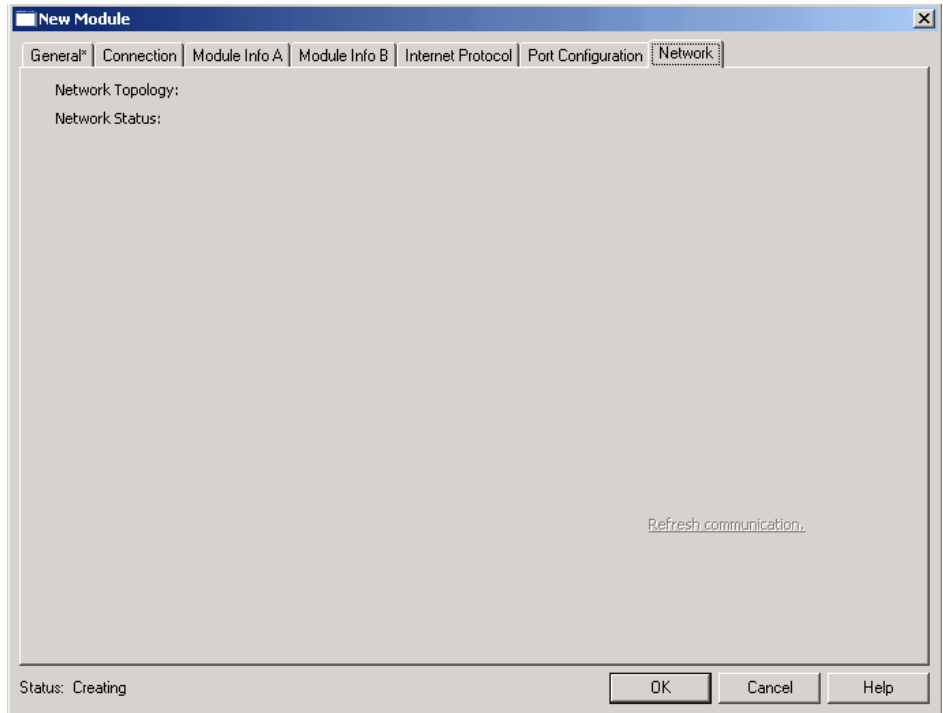 New Module
General* Connection Module Info A Module Info B Internet Protocol Port Configuration Network
Network Topology:
Network Status:
Refresh communication.
Status: Creating OK Cancel Help